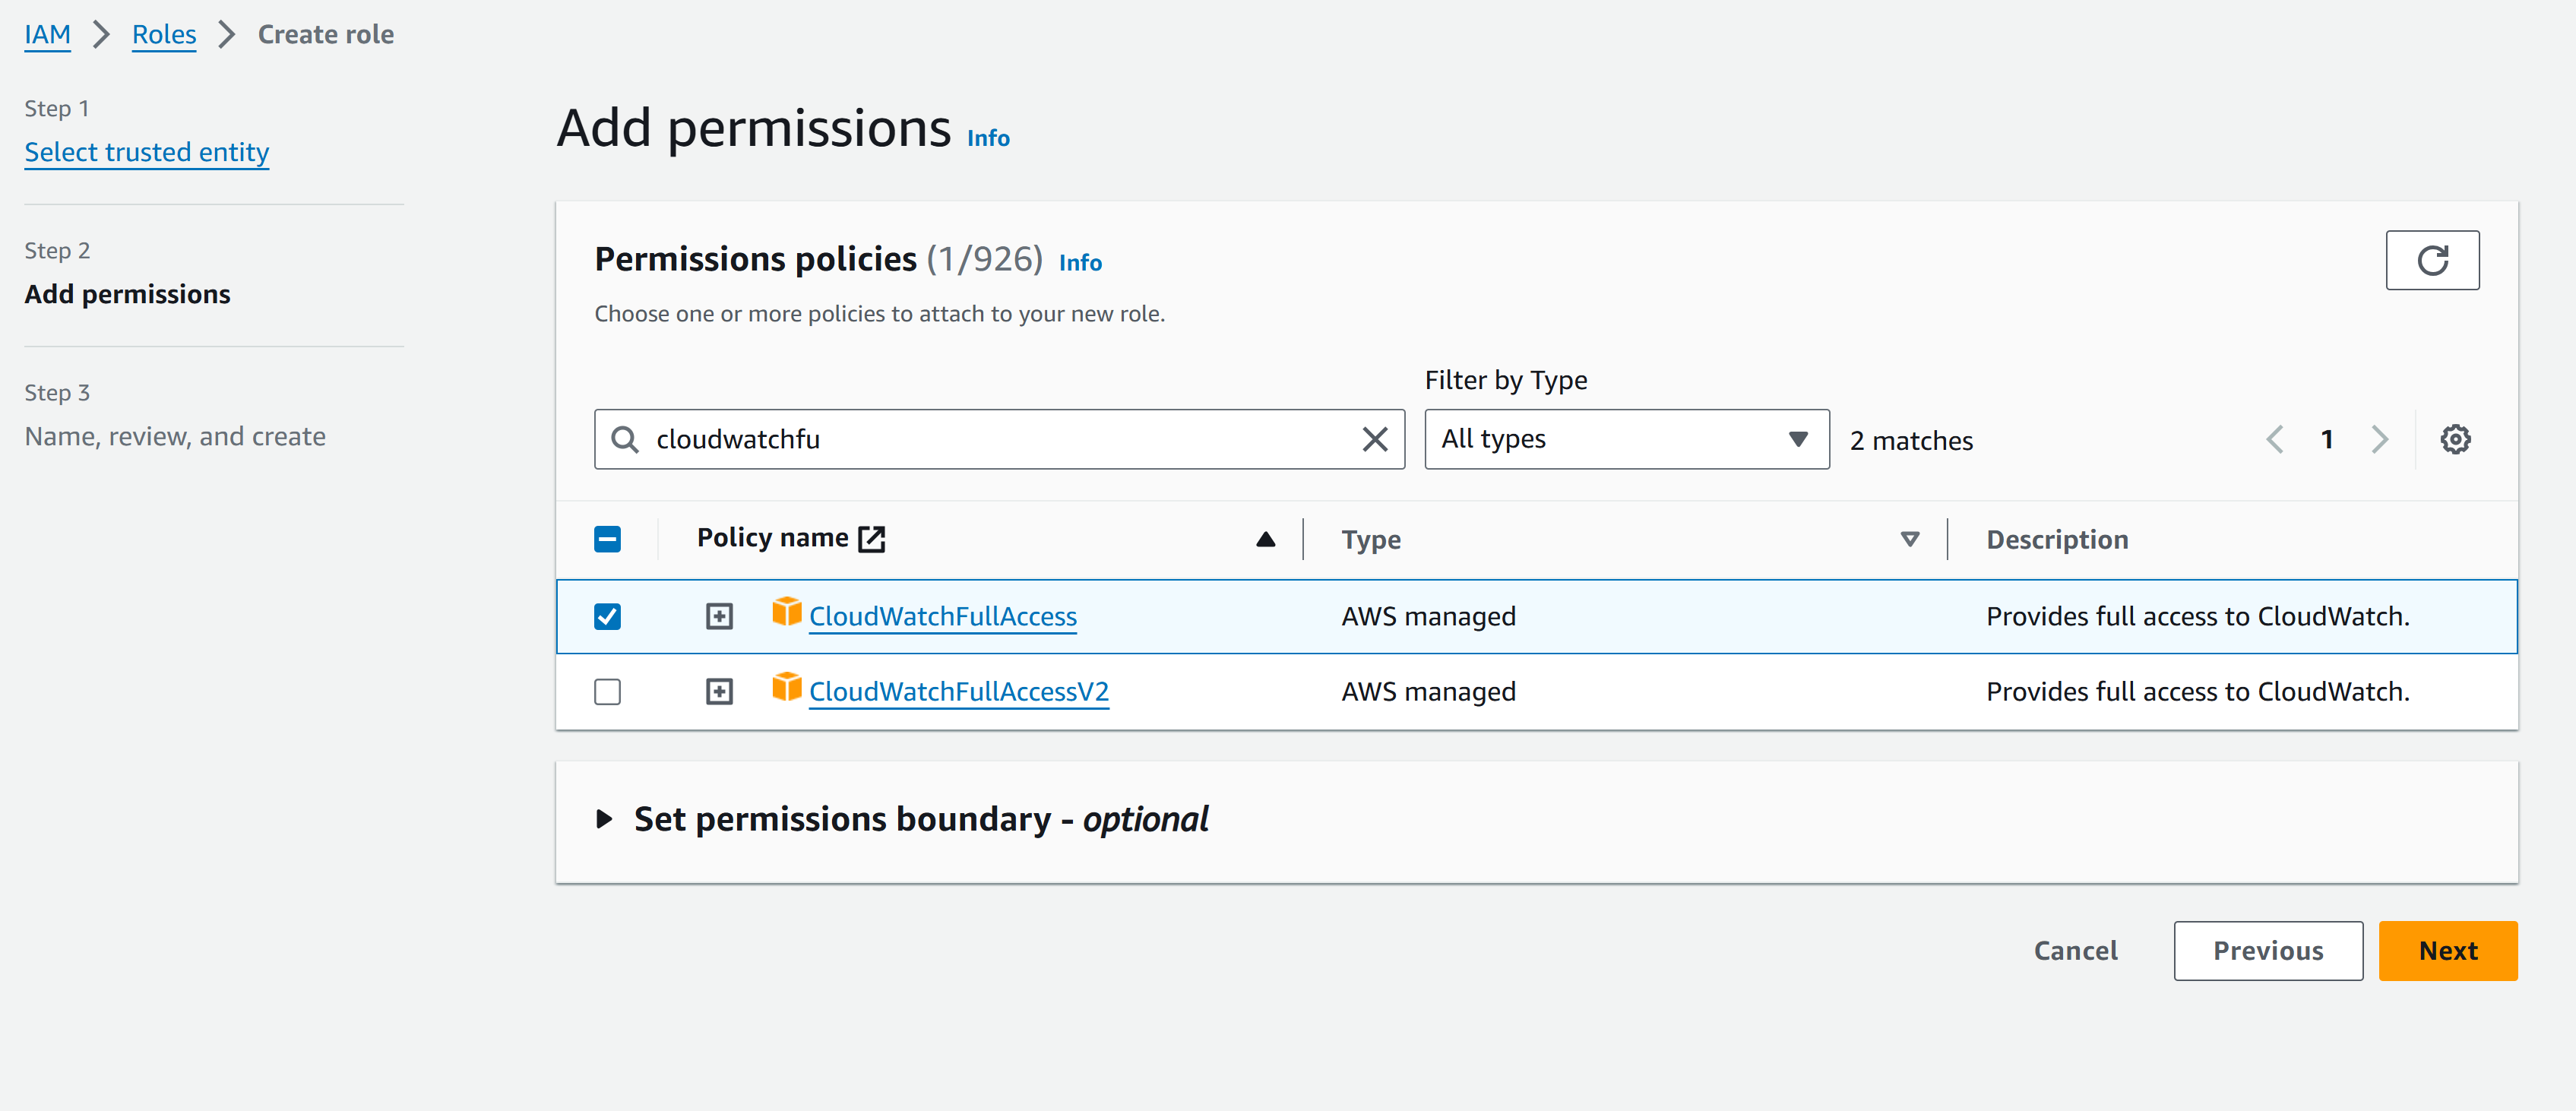 IAM Roles Create role
Step 1
Select trusted entity
Step 2
Add permissions
Step 3
Name, review, and create
Add permissions Info
Permissions policies (1/926) Info
Choose one or more policies to attach to your new role.
Filter by Type
cloudwatchfu All types 2 matches 1
Policy name Type Description
CloudWatchFullAccess AWS managed Provides full access to CloudWatch.
CloudWatchFullAccessV2 AWS managed Provides full access to CloudWatch.
Set permissions boundary - optional
Cancel Previous Next